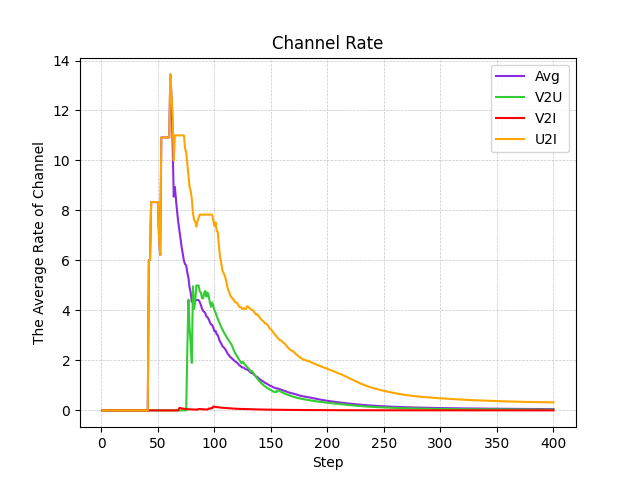 Channel Rate
The Average Rate of Channel
14
12
10
8
6
4
2
0
Avg
V2U
V2I
U2I
0 50 100 150 200 250 300 350 400
Step